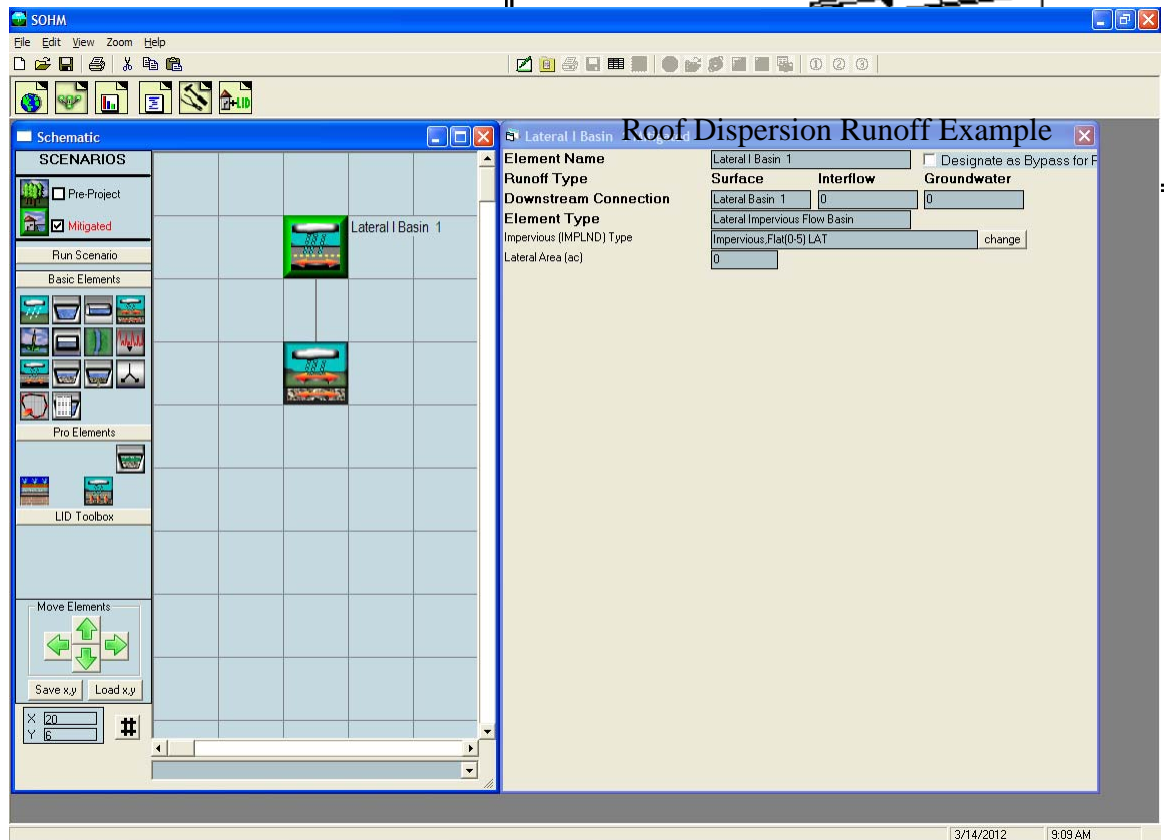 SOHM
File Edit View Zoom Help
+LID
Schematic
SCENARIOS
Pre-Project
Mitigated
Run Scenario
Basic Elements
Pro Elements
LID Toolbox
Move Elements
Save x,y Load x,y
X 20
Y 6
#
Lateral I Basin 1
Lateral I Basin 1
Roof Dispersion Runoff Example
Element Name Lateral I Basin 1 Designate as Bypass for P
Runoff Type Surface Interflow Groundwater
Downstream Connection Lateral Basin 1 0 0
Element Type Lateral Impervious Flow Basin
Impervious (IMPLND) Type Impervious,Flat(0-5) LAT change
Lateral Area (ac) 0
3/14/2012 9:09 AM